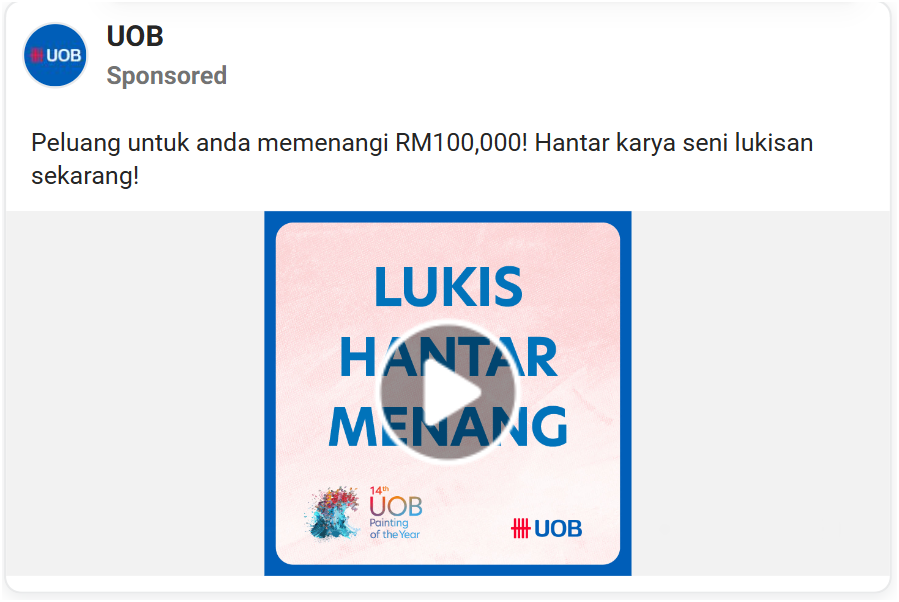 UOB
UOB
Sponsored
Peluang untuk anda memenangi RM100,000! Hantar karya seni lukisan
sekarang!
LUKIS
HANTAR
MENANG
14th
UOB
Painting
of the Year
UOB